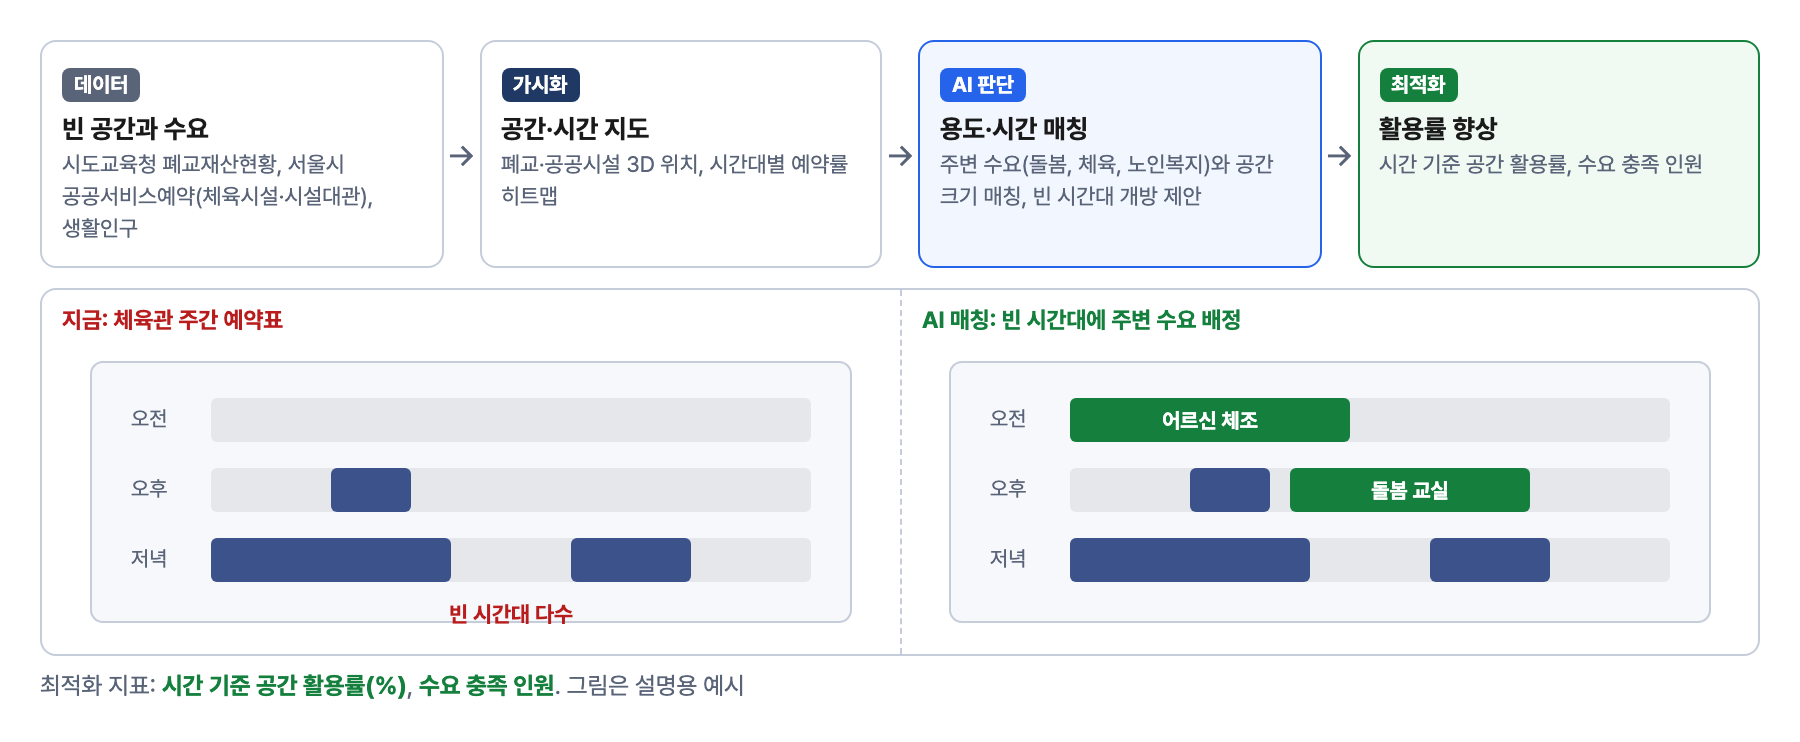 데이터
빈 공간과 수요
시도교육청 폐교재산현황, 서울시
공공서비스예약(체육시설·시설대관),
생활인구
가시화
공간·시간 지도
폐교·공공시설 3D 위치, 시간대별 예약률
히트맵
AI 판단
용도·시간 매칭
주변 수요(돌봄, 체육, 노인복지)와 공간
크기 매칭, 빈 시간대 개방 제안
최적화
활용률 향상
시간 기준 공간 활용률, 수요 충족 인원
지금: 체육관 주간 예약표
오전
오후
저녁
빈 시간대 다수
AI 매칭: 빈 시간대에 주변 수요 배정
오전
어르신 체조
오후
돌봄 교실
저녁
최적화 지표: 시간 기준 공간 활용률(%), 수요 충족 인원. 그림은 설명용 예시